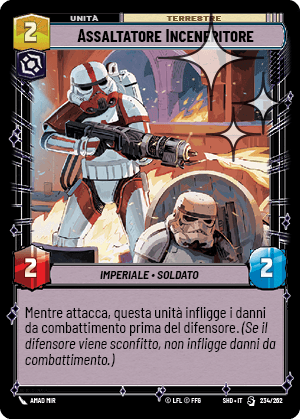 UNITÀ
TERRESTRE
2
ASSALTATORE INCENERITORE
2
2
IMPERIALE • SOLDATO
Mentre attacca, questa unità infligge i danni
da combattimento prima del difensore. (Se il
difensore viene sconfitto, non infligge danni da
combattimento.)
AMAD MIR
© LFL © FFG
SHD • IT
234/262